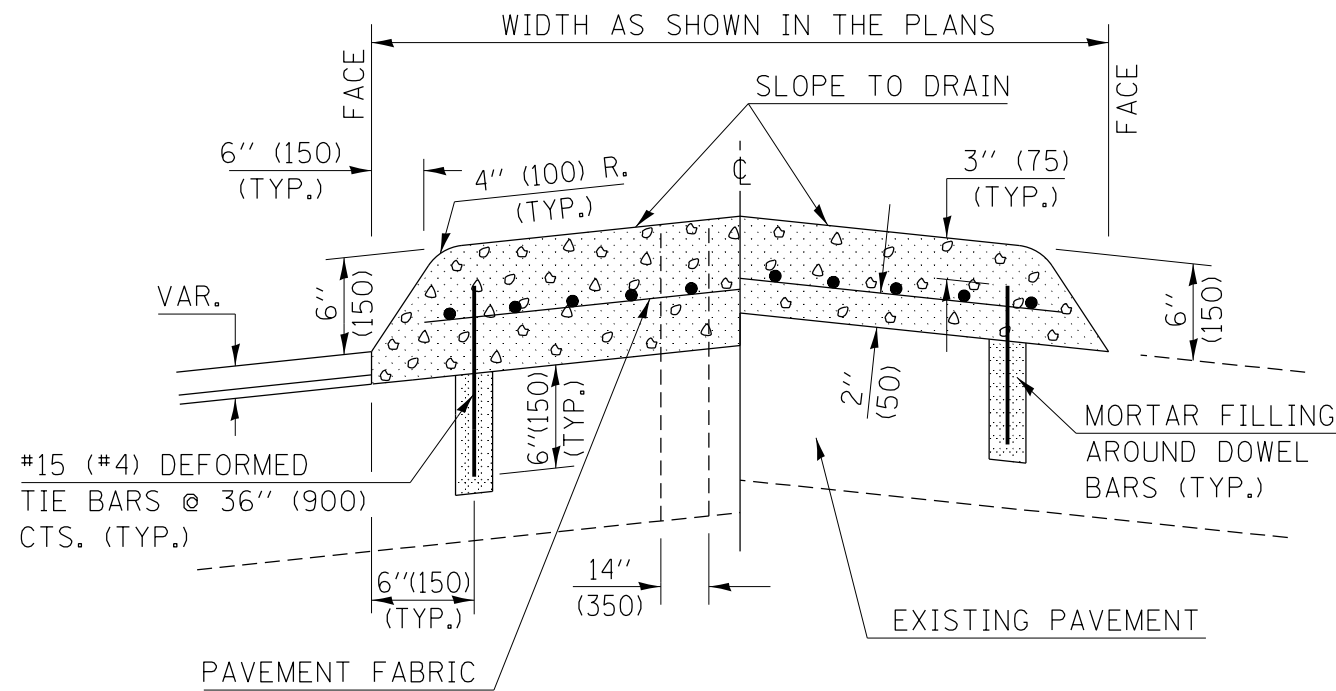 WIDTH AS SHOWN IN THE PLANS
FACE
FACE
SLOPE TO DRAIN
6″ (150)
(TYP.)
4″ (100) R.
(TYP.)
℄
3″ (75)
(TYP.)
VAR.
6″
(150)
6″
(150)
6″(150)
(TYP.)
2″
(50)
#15 (#4) DEFORMED
TIE BARS @ 36″ (900)
CTS. (TYP.)
MORTAR FILLING
AROUND DOWEL
BARS (TYP.)
6″(150)
(TYP.)
14″
(350)
EXISTING PAVEMENT
PAVEMENT FABRIC